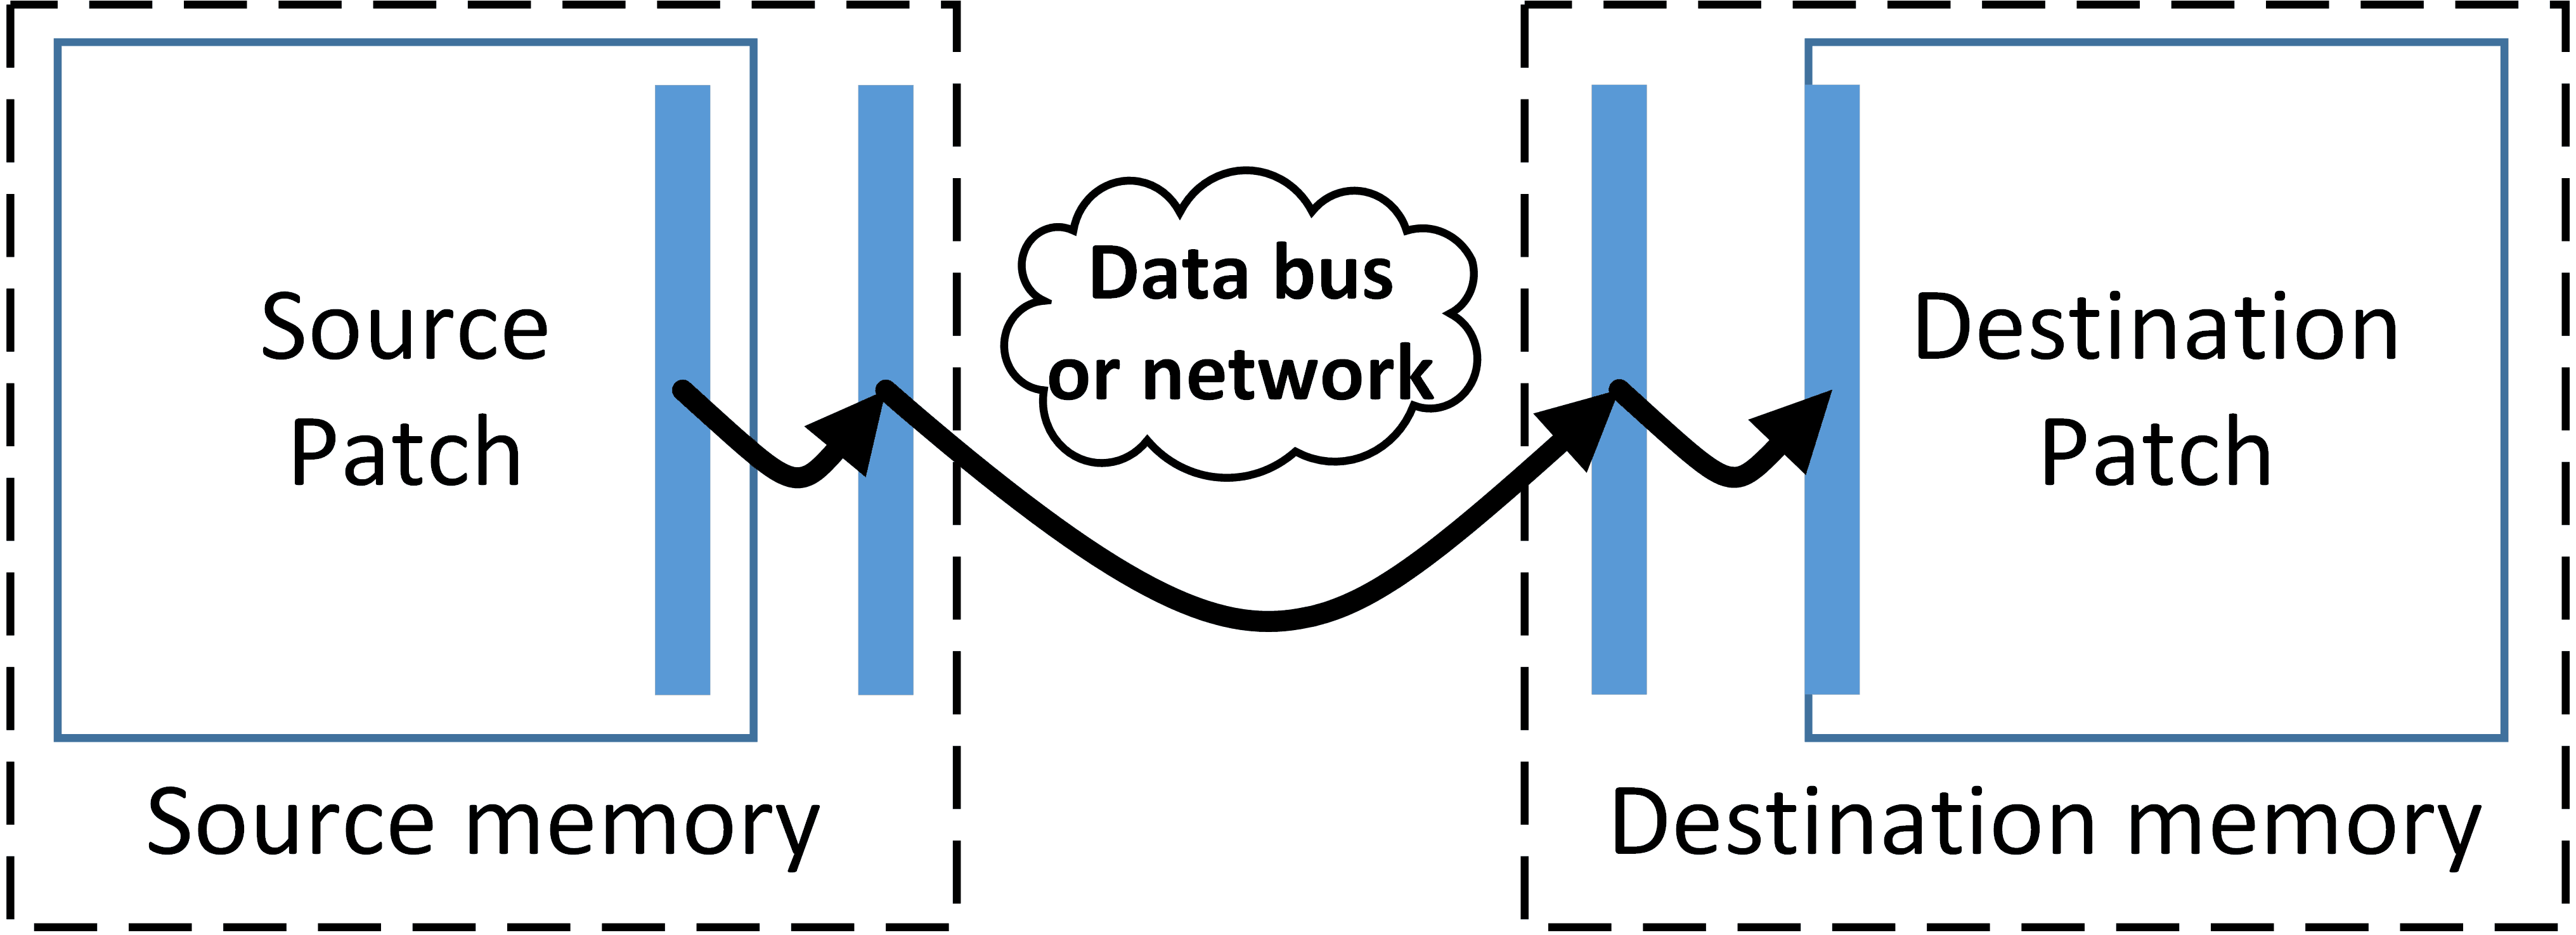 Source
Patch
Source memory
Data bus
or network
Destination
Patch
Destination memory